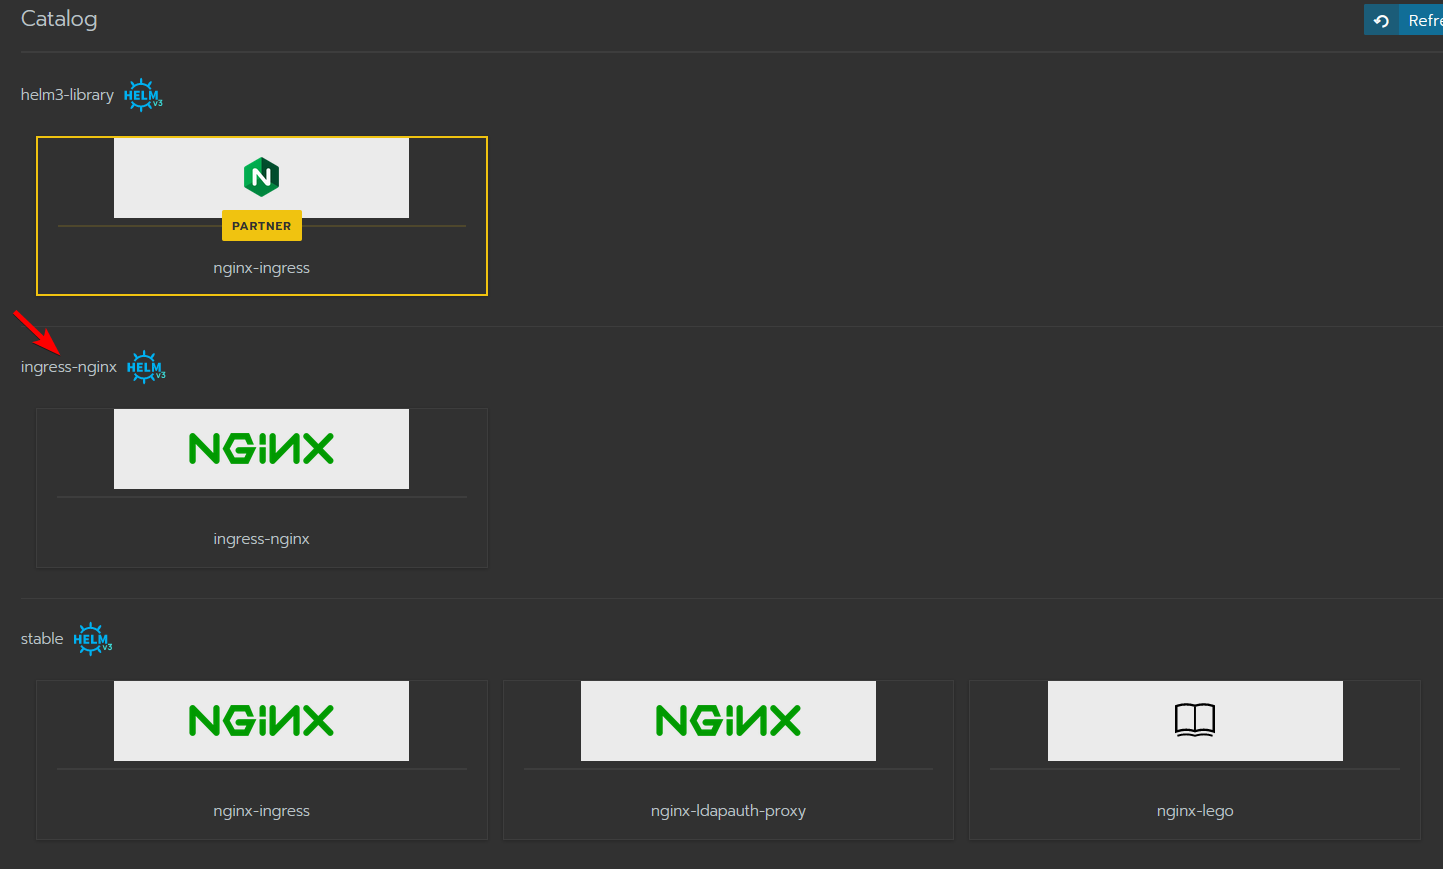 Catalog
Refre
helm3-library HELM v3
N
PARTNER
nginx-ingress
ingress-nginx HELM v3
NGiNX
ingress-nginx
stable HELM v3
NGiNX NGiNX
nginx-ingress nginx-ldapauth-proxy nginx-lego